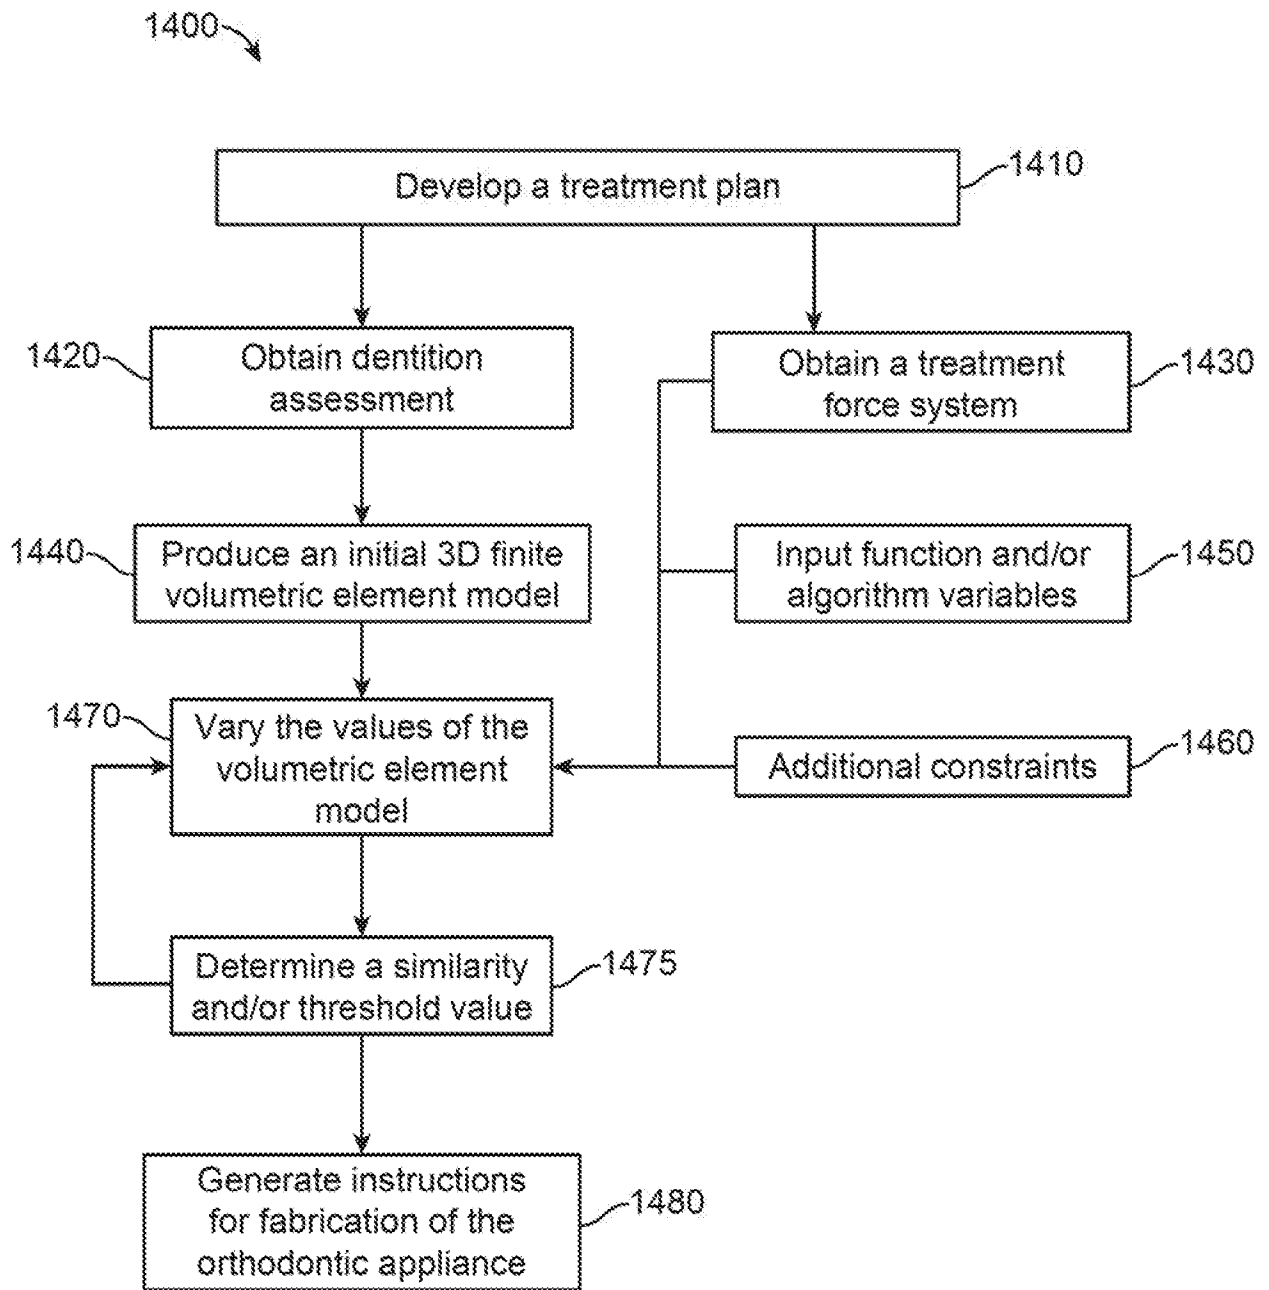 1400
Develop a treatment plan
1410
1420
Obtain dentition
assessment
Obtain a treatment
force system
1430
1440
Produce an initial 3D finite
volumetric element model
Input function and/or
algorithm variables
1450
1470
Vary the values of the
volumetric element
model
Additional constraints
1460
Determine a similarity
and/or threshold value
1475
Generate instructions
for fabrication of the
orthodontic appliance
1480